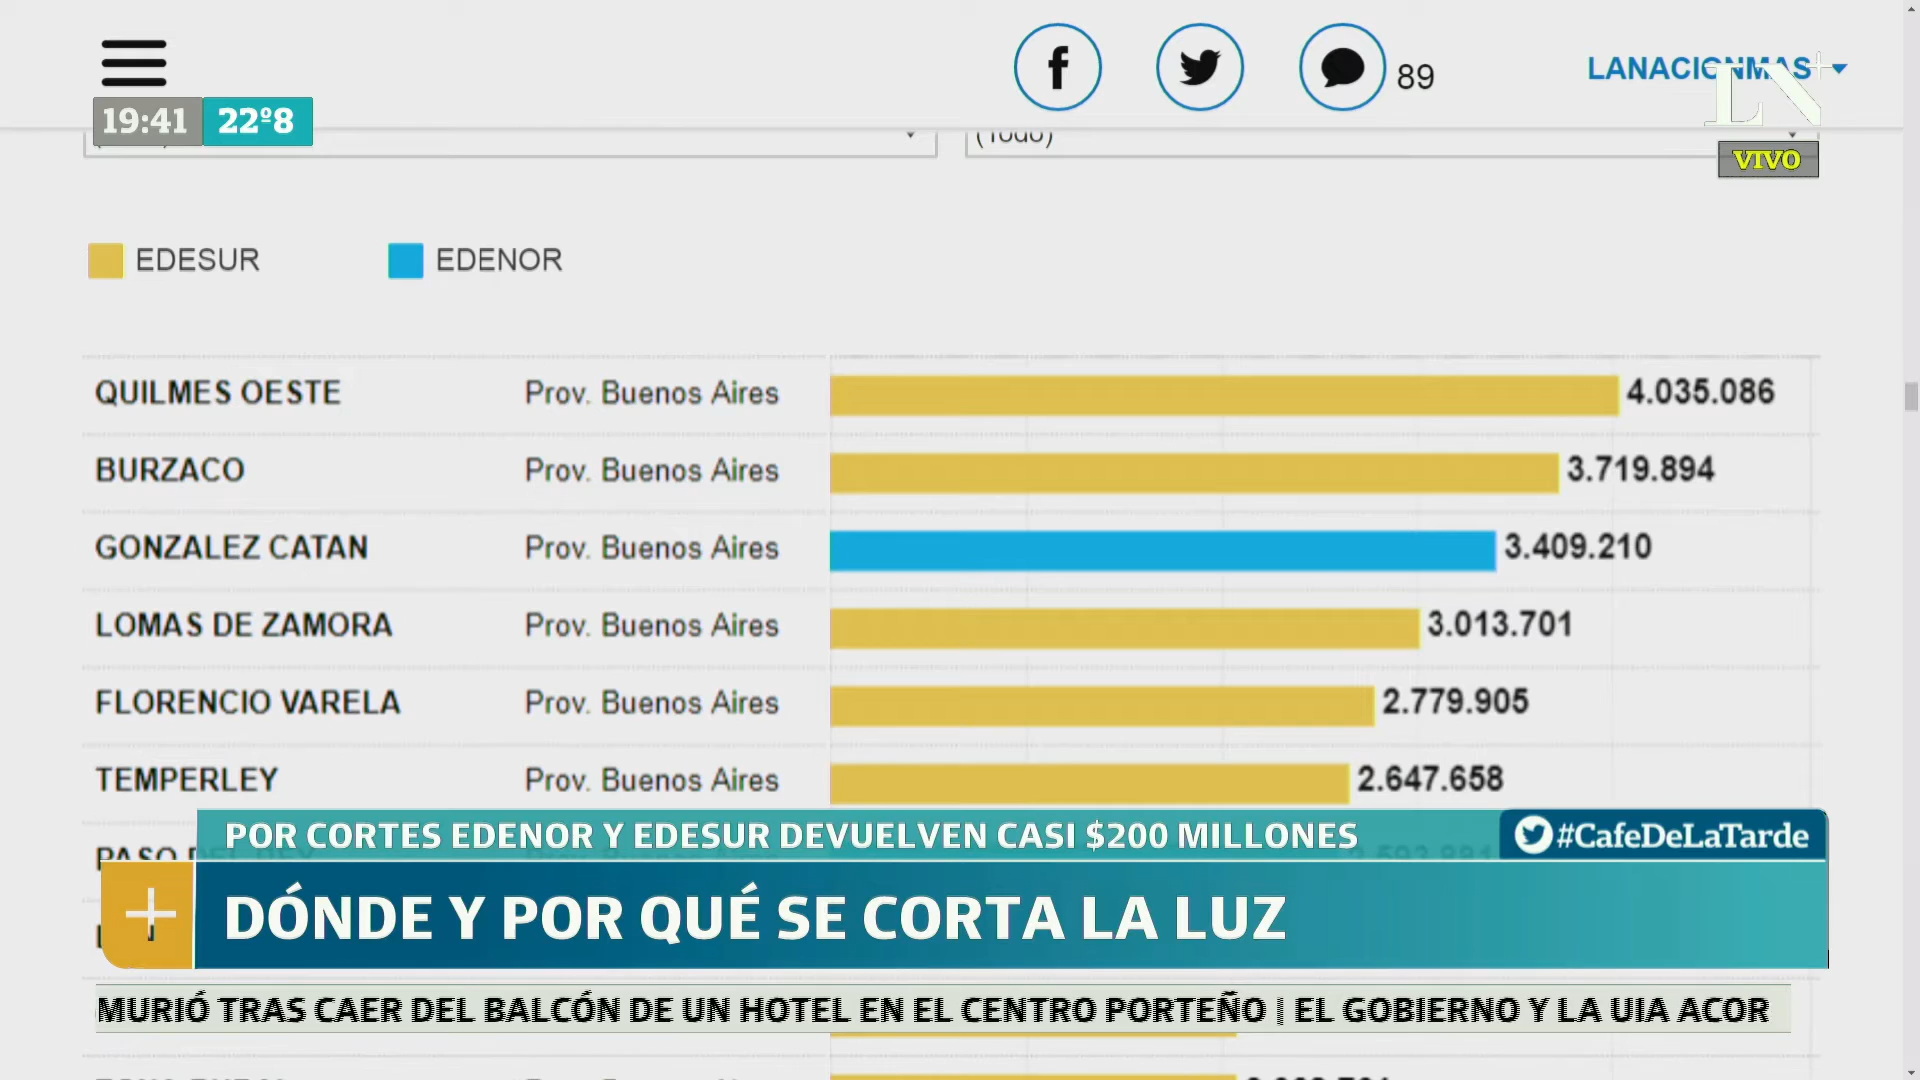 89
LANACIONMAS
LN+
19:41 22º8
(Todo)
VIVO
EDESUR EDENOR
QUILMES OESTE Prov. Buenos Aires 4.035.086
BURZACO Prov. Buenos Aires 3.719.894
GONZALEZ CATAN Prov. Buenos Aires 3.409.210
LOMAS DE ZAMORA Prov. Buenos Aires 3.013.701
FLORENCIO VARELA Prov. Buenos Aires 2.779.905
TEMPERLEY Prov. Buenos Aires 2.647.658
POR CORTES EDENOR Y EDESUR DEVUELVEN CASI $200 MILLONES
#CafeDeLaTarde
DÓNDE Y POR QUÉ SE CORTA LA LUZ
MURIÓ TRAS CAER DEL BALCÓN DE UN HOTEL EN EL CENTRO PORTEÑO | EL GOBIERNO Y LA UIA ACOR